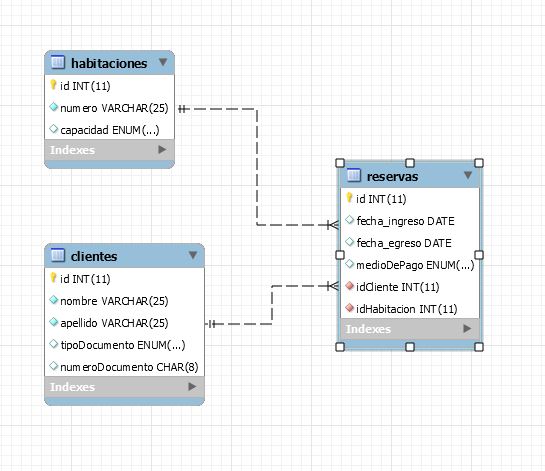 habitaciones
id INT(11)
numero VARCHAR(25)
capacidad ENUM(...)
Indexes
reservas
id INT(11)
fecha_ingreso DATE
fecha_egreso DATE
medioDePago ENUM(...)
idCliente INT(11)
idHabitacion INT(11)
Indexes
clientes
id INT(11)
nombre VARCHAR(25)
apellido VARCHAR(25)
tipoDocumento ENUM(...)
numeroDocumento CHAR(8)
Indexes